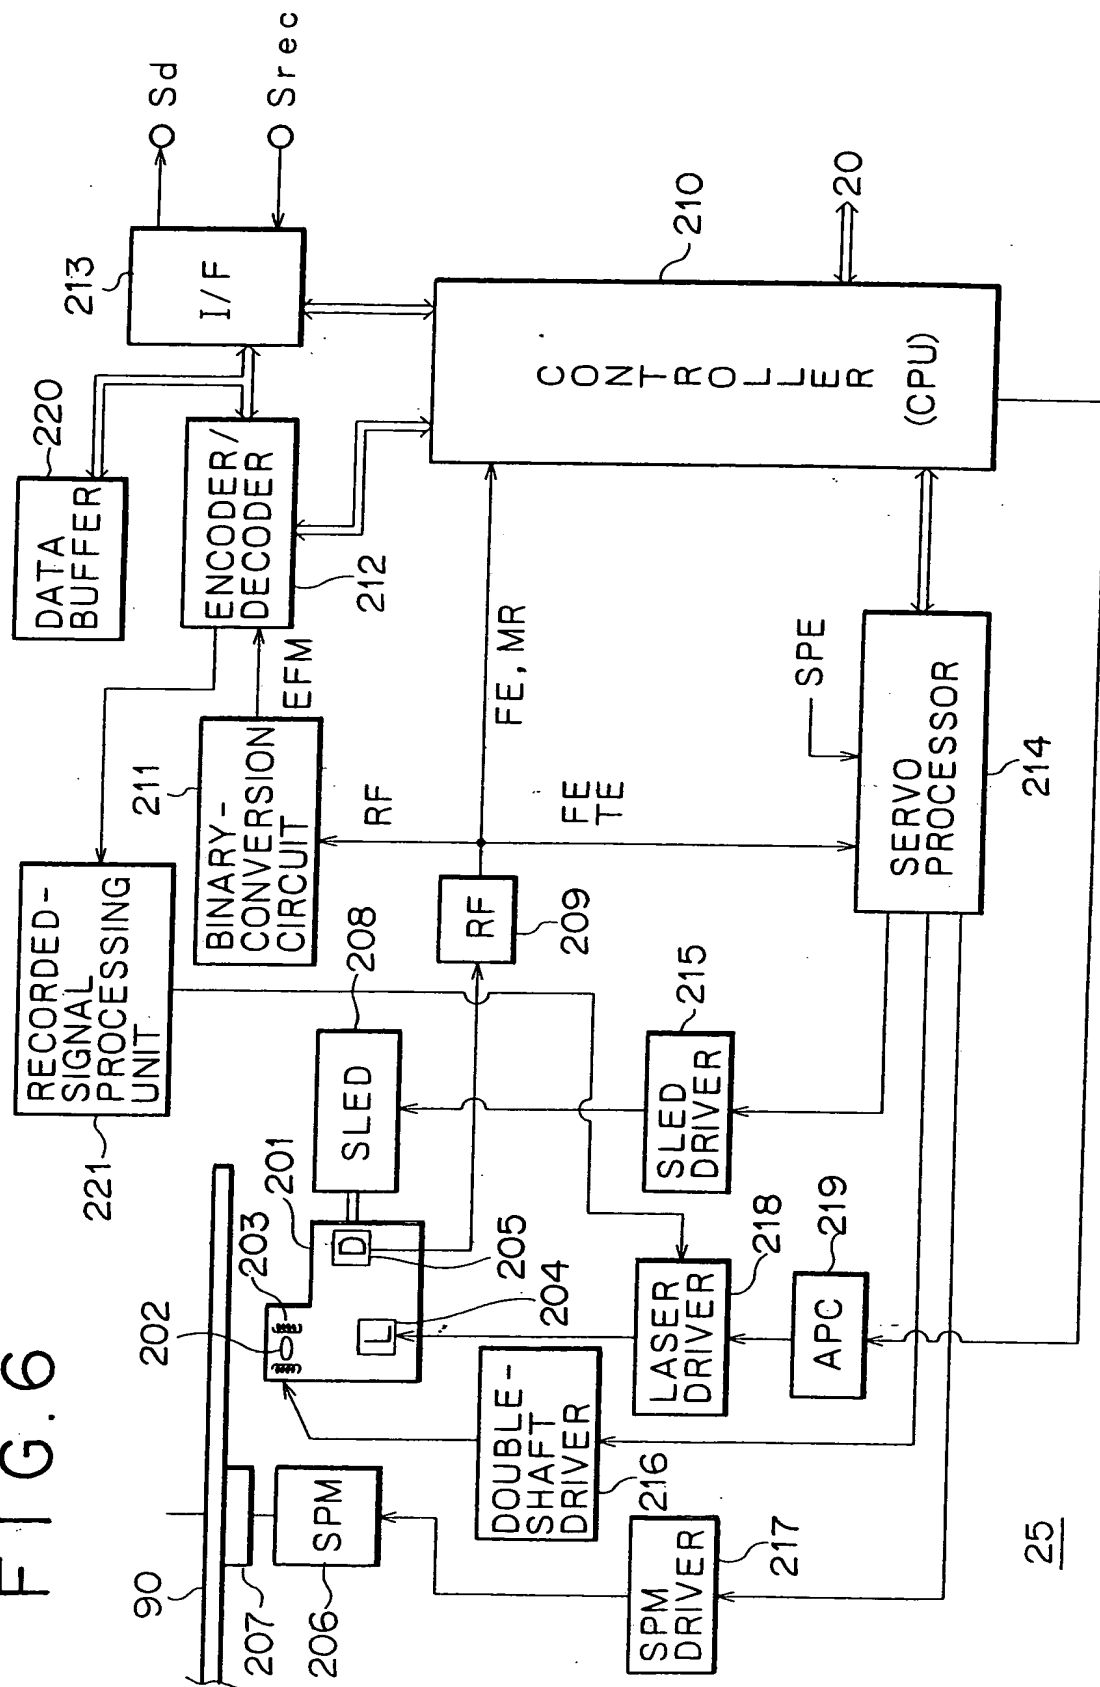 FIG. 6
90
207
206
SPM
202
203
201
D
L
205
204
SLED
208
221
RECORDED-
SIGNAL
PROCESSING
UNIT
DATA
BUFFER
220
213
I/F
Sd
Srec
ENCODER/
DECODER
212
EFM
211
BINARY-
CONVERSION
CIRCUIT
RF
RF
209
FE, MR
FE
TE
SPE
CONTROLLER
(CPU)
210
20
SERVO
PROCESSOR
214
SLED
DRIVER
215
LASER
DRIVER
218
APC
219
DOUBLE-
SHAFT
DRIVER
216
SPM
DRIVER
217
25